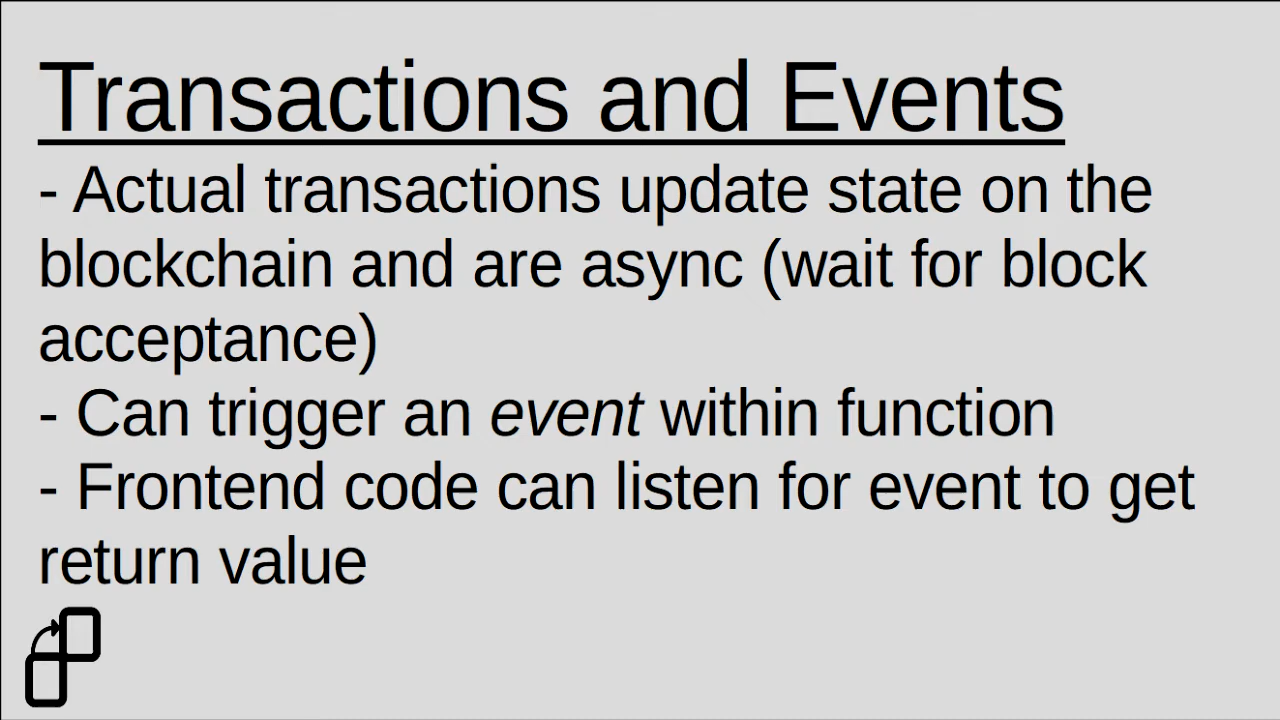 Transactions and Events
- Actual transactions update state on the
blockchain and are async (wait for block
acceptance)
- Can trigger an event within function
- Frontend code can listen for event to get
return value